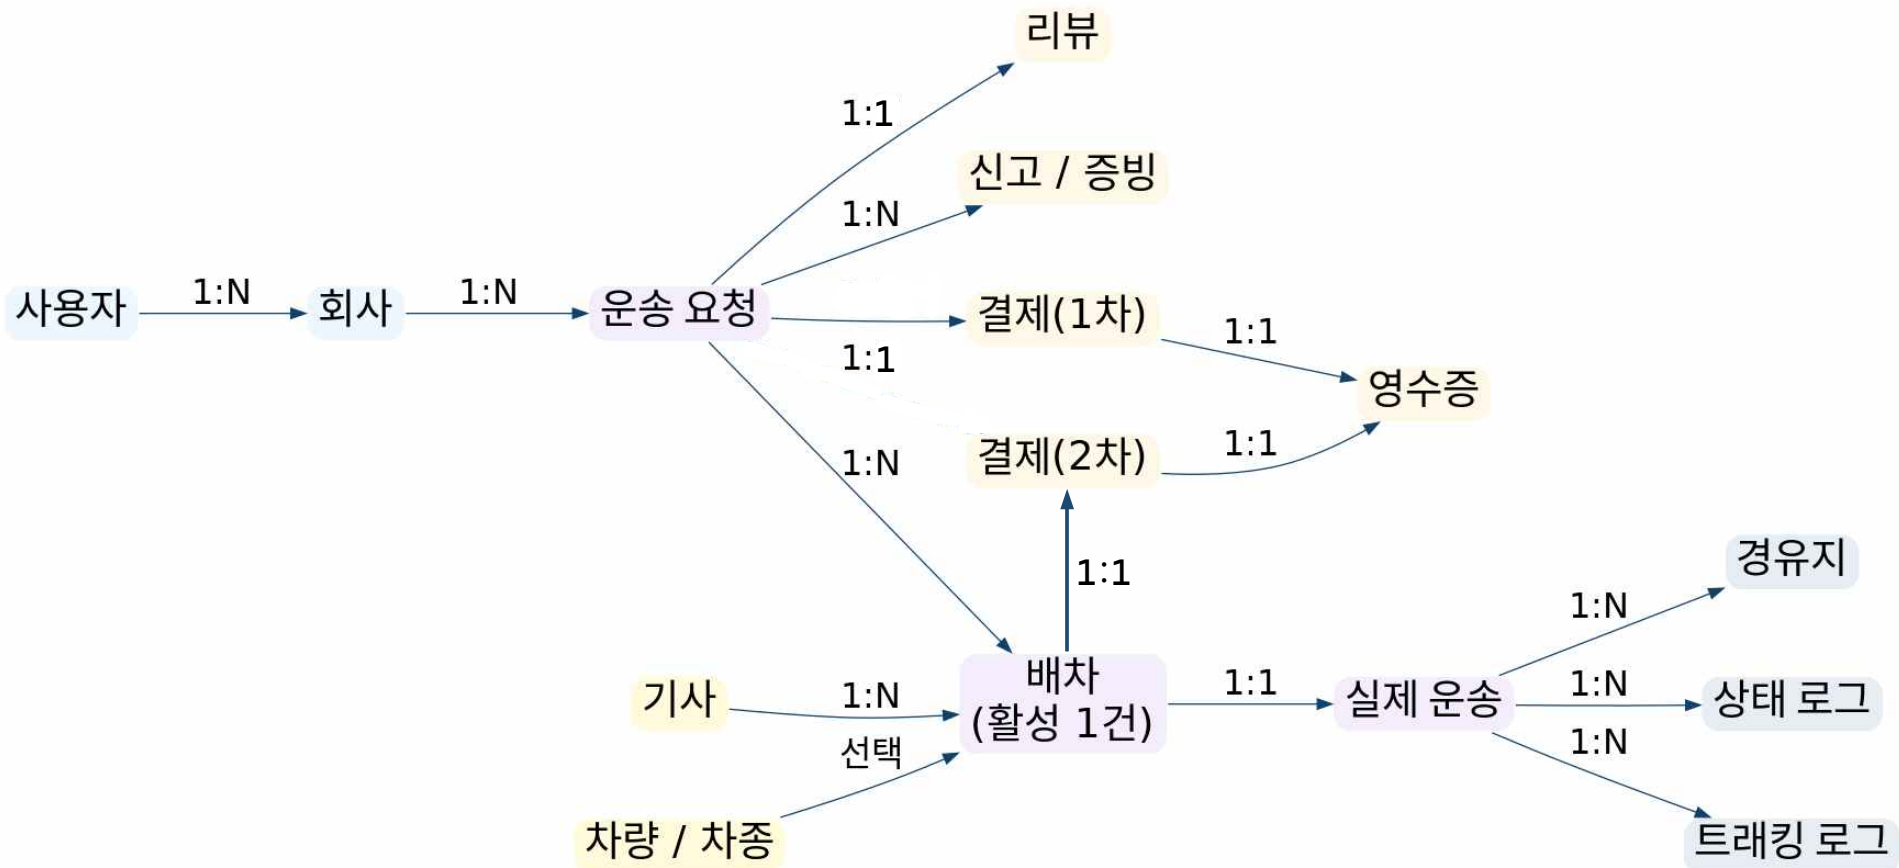 리뷰
1:1
신고 / 증빙
1:N
사용자
1:N
회사
1:N
운송 요청
결제(1차)
1:1
1:1
영수증
결제(2차)
1:1
1:N
1:1
경유지
1:N
배차
(활성 1건)
기사
1:N
1:1
실제 운송
1:N
상태 로그
선택
1:N
차량 / 차종
트래킹 로그